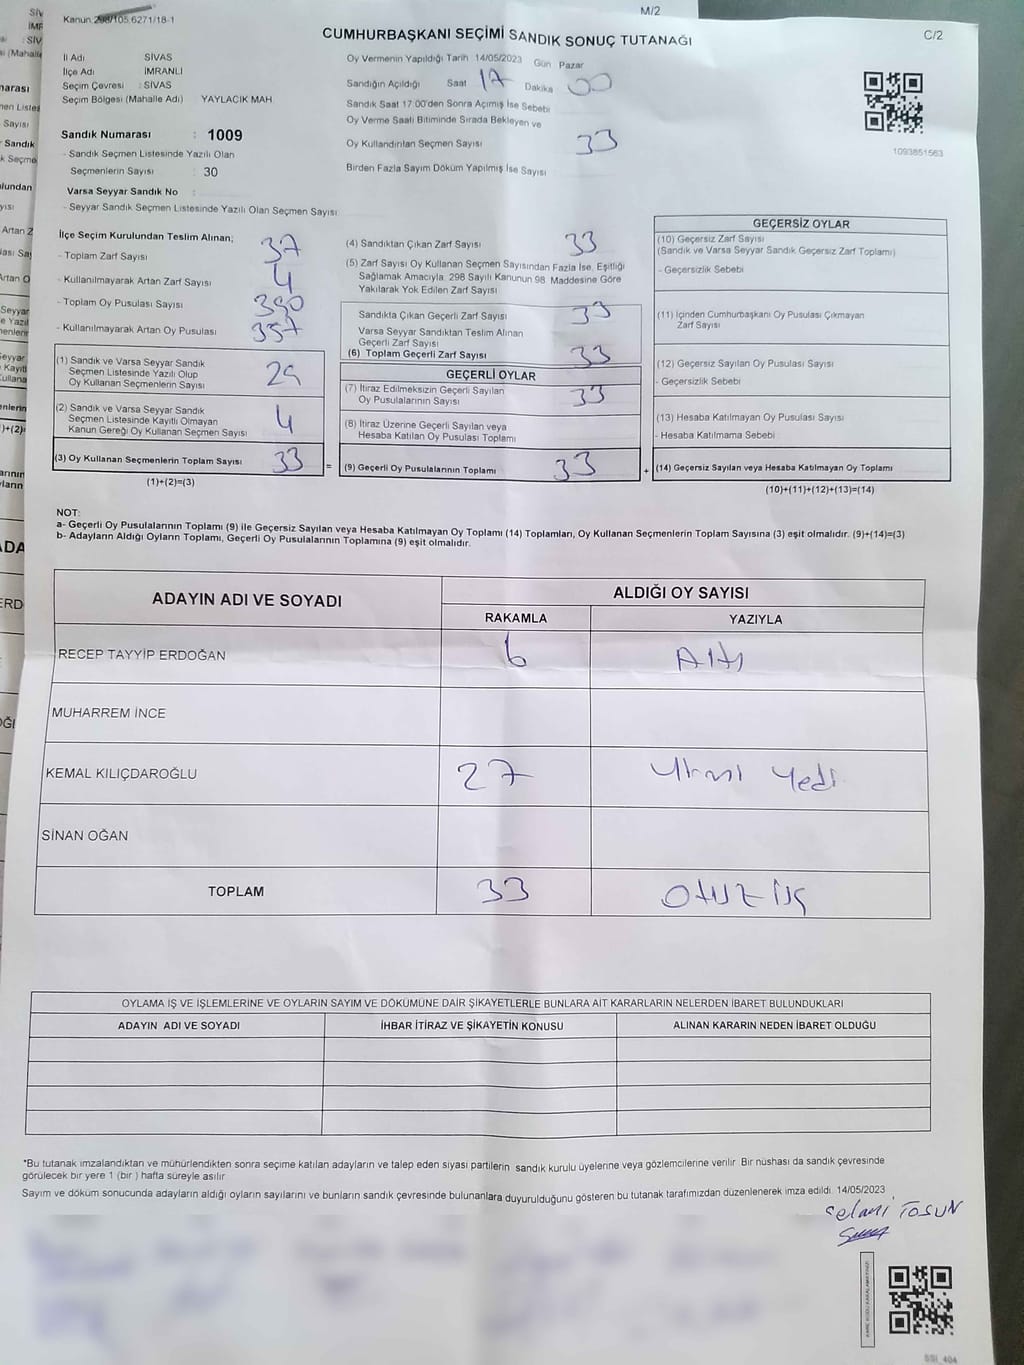 M/2
Kanun 298/105.6271/18-1
CUMHURBAŞKANI SEÇİMİ SANDIK SONUÇ TUTANAĞI
C/2
İl Adı SİVAS
İlçe Adı İMRANLI
Seçim Çevresi : SİVAS
Seçim Bölgesi (Mahalle Adı) YAYLACIK MAH
Sandık Numarası : 1009
- Sandık Seçmen Listesinde Yazılı Olan
Seçmenlerin Sayısı : 30
Varsa Seyyar Sandık No :
- Seyyar Sandık Seçmen Listesinde Yazılı Olan Seçmen Sayısı
Oy Vermenin Yapıldığı Tarih 14/05/2023 Gün Pazar
Sandığın Açıldığı Saat 17 Dakika 00
Sandık Saat 17:00'den Sonra Açımış İse Sebebi
Oy Verme Saati Bitiminde Sırada Bekleyen ve
Oy Kullandırılan Seçmen Sayısı 33
Birden Fazla Sayım Döküm Yapılmış İse Sayısı
1093851563
İlçe Seçim Kurulundan Teslim Alınan;
- Toplam Zarf Sayısı 37
- Kullanılmayarak Artan Zarf Sayısı 4
- Toplam Oy Pusulası Sayısı 390
- Kullanılmayarak Artan Oy Pusulası 357
(1) Sandık ve Varsa Seyyar Sandık
Seçmen Listesinde Yazılı Olup
Oy Kullanan Seçmenlerin Sayısı 29
(2) Sandık ve Varsa Seyyar Sandık
Seçmen Listesinde Kayıtlı Olmayan
Kanun Gereği Oy Kullanan Seçmen Sayısı 4
(3) Oy Kullanan Seçmenlerin Toplam Sayısı 33 =
(1)+(2)=(3)
(4) Sandıktan Çıkan Zarf Sayısı 33
(5) Zarf Sayısı Oy Kullanan Seçmen Sayısından Fazla İse, Eşitliği
Sağlamak Amacıyla 298 Sayılı Kanunun 98 Maddesine Göre
Yakılarak Yok Edilen Zarf Sayısı
Sandıkta Çıkan Geçerli Zarf Sayısı 33
Varsa Seyyar Sandıktan Teslim Alınan
Geçerli Zarf Sayısı
(6) Toplam Geçerli Zarf Sayısı 33
GEÇERLİ OYLAR
(7) İtiraz Edilmeksizin Geçerli Sayılan
Oy Pusulalarının Sayısı 33
(8) İtiraz Üzerine Geçerli Sayılan veya
Hesaba Katılan Oy Pusulası Toplamı
(9) Geçerli Oy Pusulalarının Toplamı 33 +
GEÇERSİZ OYLAR
(10) Geçersiz Zarf Sayısı
(Sandık ve Varsa Seyyar Sandık Geçersiz Zarf Toplamı)
- Geçersizlik Sebebi
(11) İçinden Cumhurbaşkanı Oy Pusulası Çıkmayan
Zarf Sayısı
(12) Geçersiz Sayılan Oy Pusulası Sayısı
- Geçersizlik Sebebi
(13) Hesaba Katılmayan Oy Pusulası Sayısı
- Hesaba Katılmama Sebebi
(14) Geçersiz Sayılan veya Hesaba Katılmayan Oy Toplamı
(10)+(11)+(12)+(13)=(14)
NOT:
a- Geçerli Oy Pusulalarının Toplamı (9) ile Geçersiz Sayılan veya Hesaba Katılmayan Oy Toplamı (14) Toplamları, Oy Kullanan Seçmenlerin Toplam Sayısına (3) eşit olmalıdır. (9)+(14)=(3)
b- Adayların Aldığı Oyların Toplamı, Geçerli Oy Pusulalarının Toplamına (9) eşit olmalıdır.
ADAYIN ADI VE SOYADI ALDIĞI OY SAYISI
RAKAMLA YAZIYLA
RECEP TAYYİP ERDOĞAN 6 Altı
MUHARREM İNCE
KEMAL KILIÇDAROĞLU 27 Yirmi Yedi
SİNAN OĞAN
TOPLAM 33 Otuz üç
OYLAMA İŞ VE İŞLEMLERİNE VE OYLARIN SAYIM VE DÖKÜMÜNE DAİR ŞİKAYETLERLE BUNLARA AİT KARARLARIN NELERDEN İBARET BULUNDUKLARI
ADAYIN ADI VE SOYADI İHBAR İTİRAZ VE ŞİKAYETİN KONUSU ALINAN KARARIN NEDEN İBARET OLDUĞU
*Bu tutanak imzalandıktan ve mühürlendikten sonra seçime katılan adayların ve talep eden siyasi partilerin sandık kurulu üyelerine veya gözlemcilerine verilir Bir nüshası da sandık çevresinde
görülecek bir yere 1 (bir ) hafta süreyle asılır
Sayım ve döküm sonucunda adayların aldığı oyların sayılarını ve bunların sandık çevresinde bulunanlara duyurulduğunu gösteren bu tutanak tarafımızdan düzenlenerek imza edildi. 14/05/2023
Selami TOSUN
SSİ_404